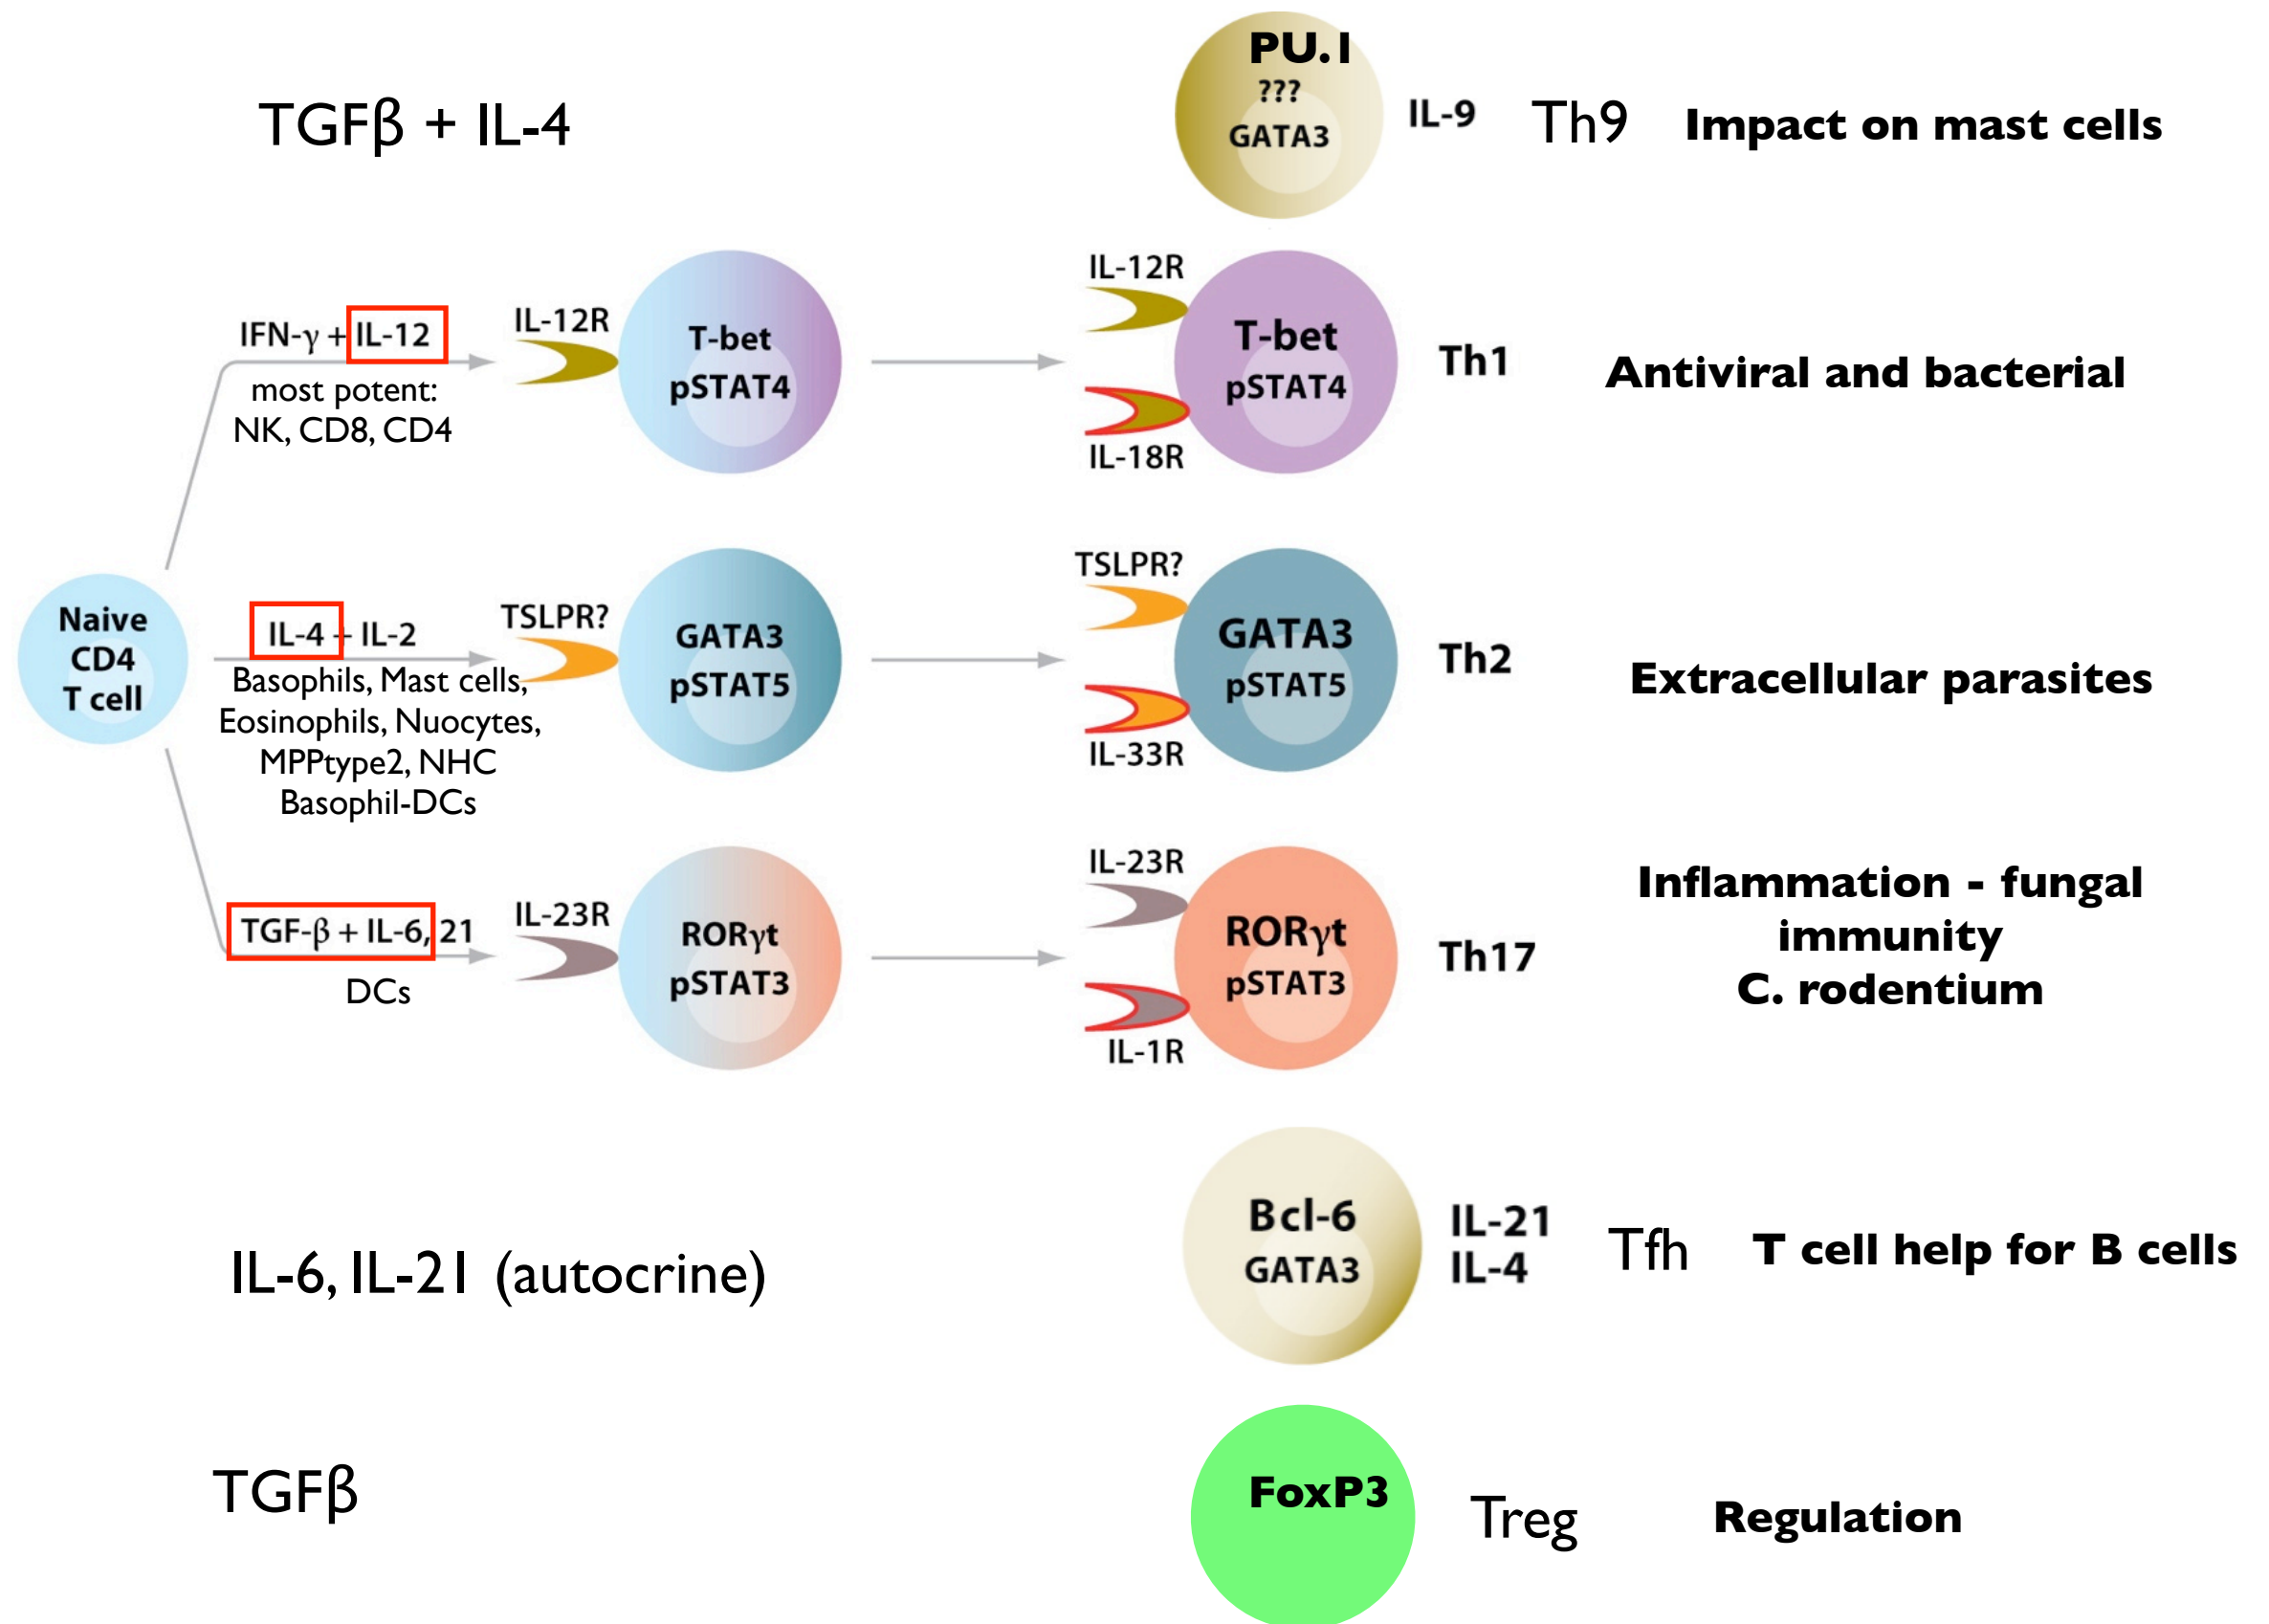 TGFβ + IL-4
PU.1
???
GATA3
IL-9
Th9
Impact on mast cells
IFN-γ + IL-12
most potent:
NK, CD8, CD4
IL-12R
T-bet
pSTAT4
IL-12R
IL-18R
T-bet
pSTAT4
Th1
Antiviral and bacterial
Naive
CD4
T cell
IL-4 + IL-2
Basophils, Mast cells,
Eosinophils, Nuocytes,
MPPtype2, NHC
Basophil-DCs
TSLPR?
GATA3
pSTAT5
TSLPR?
IL-33R
GATA3
pSTAT5
Th2
Extracellular parasites
TGF-β + IL-6, 21
DCs
IL-23R
RORγt
pSTAT3
IL-23R
IL-1R
RORγt
pSTAT3
Th17
Inflammation - fungal
immunity
C. rodentium
IL-6, IL-21 (autocrine)
Bcl-6
GATA3
IL-21
IL-4
Tfh
T cell help for B cells
TGFβ
FoxP3
Treg
Regulation